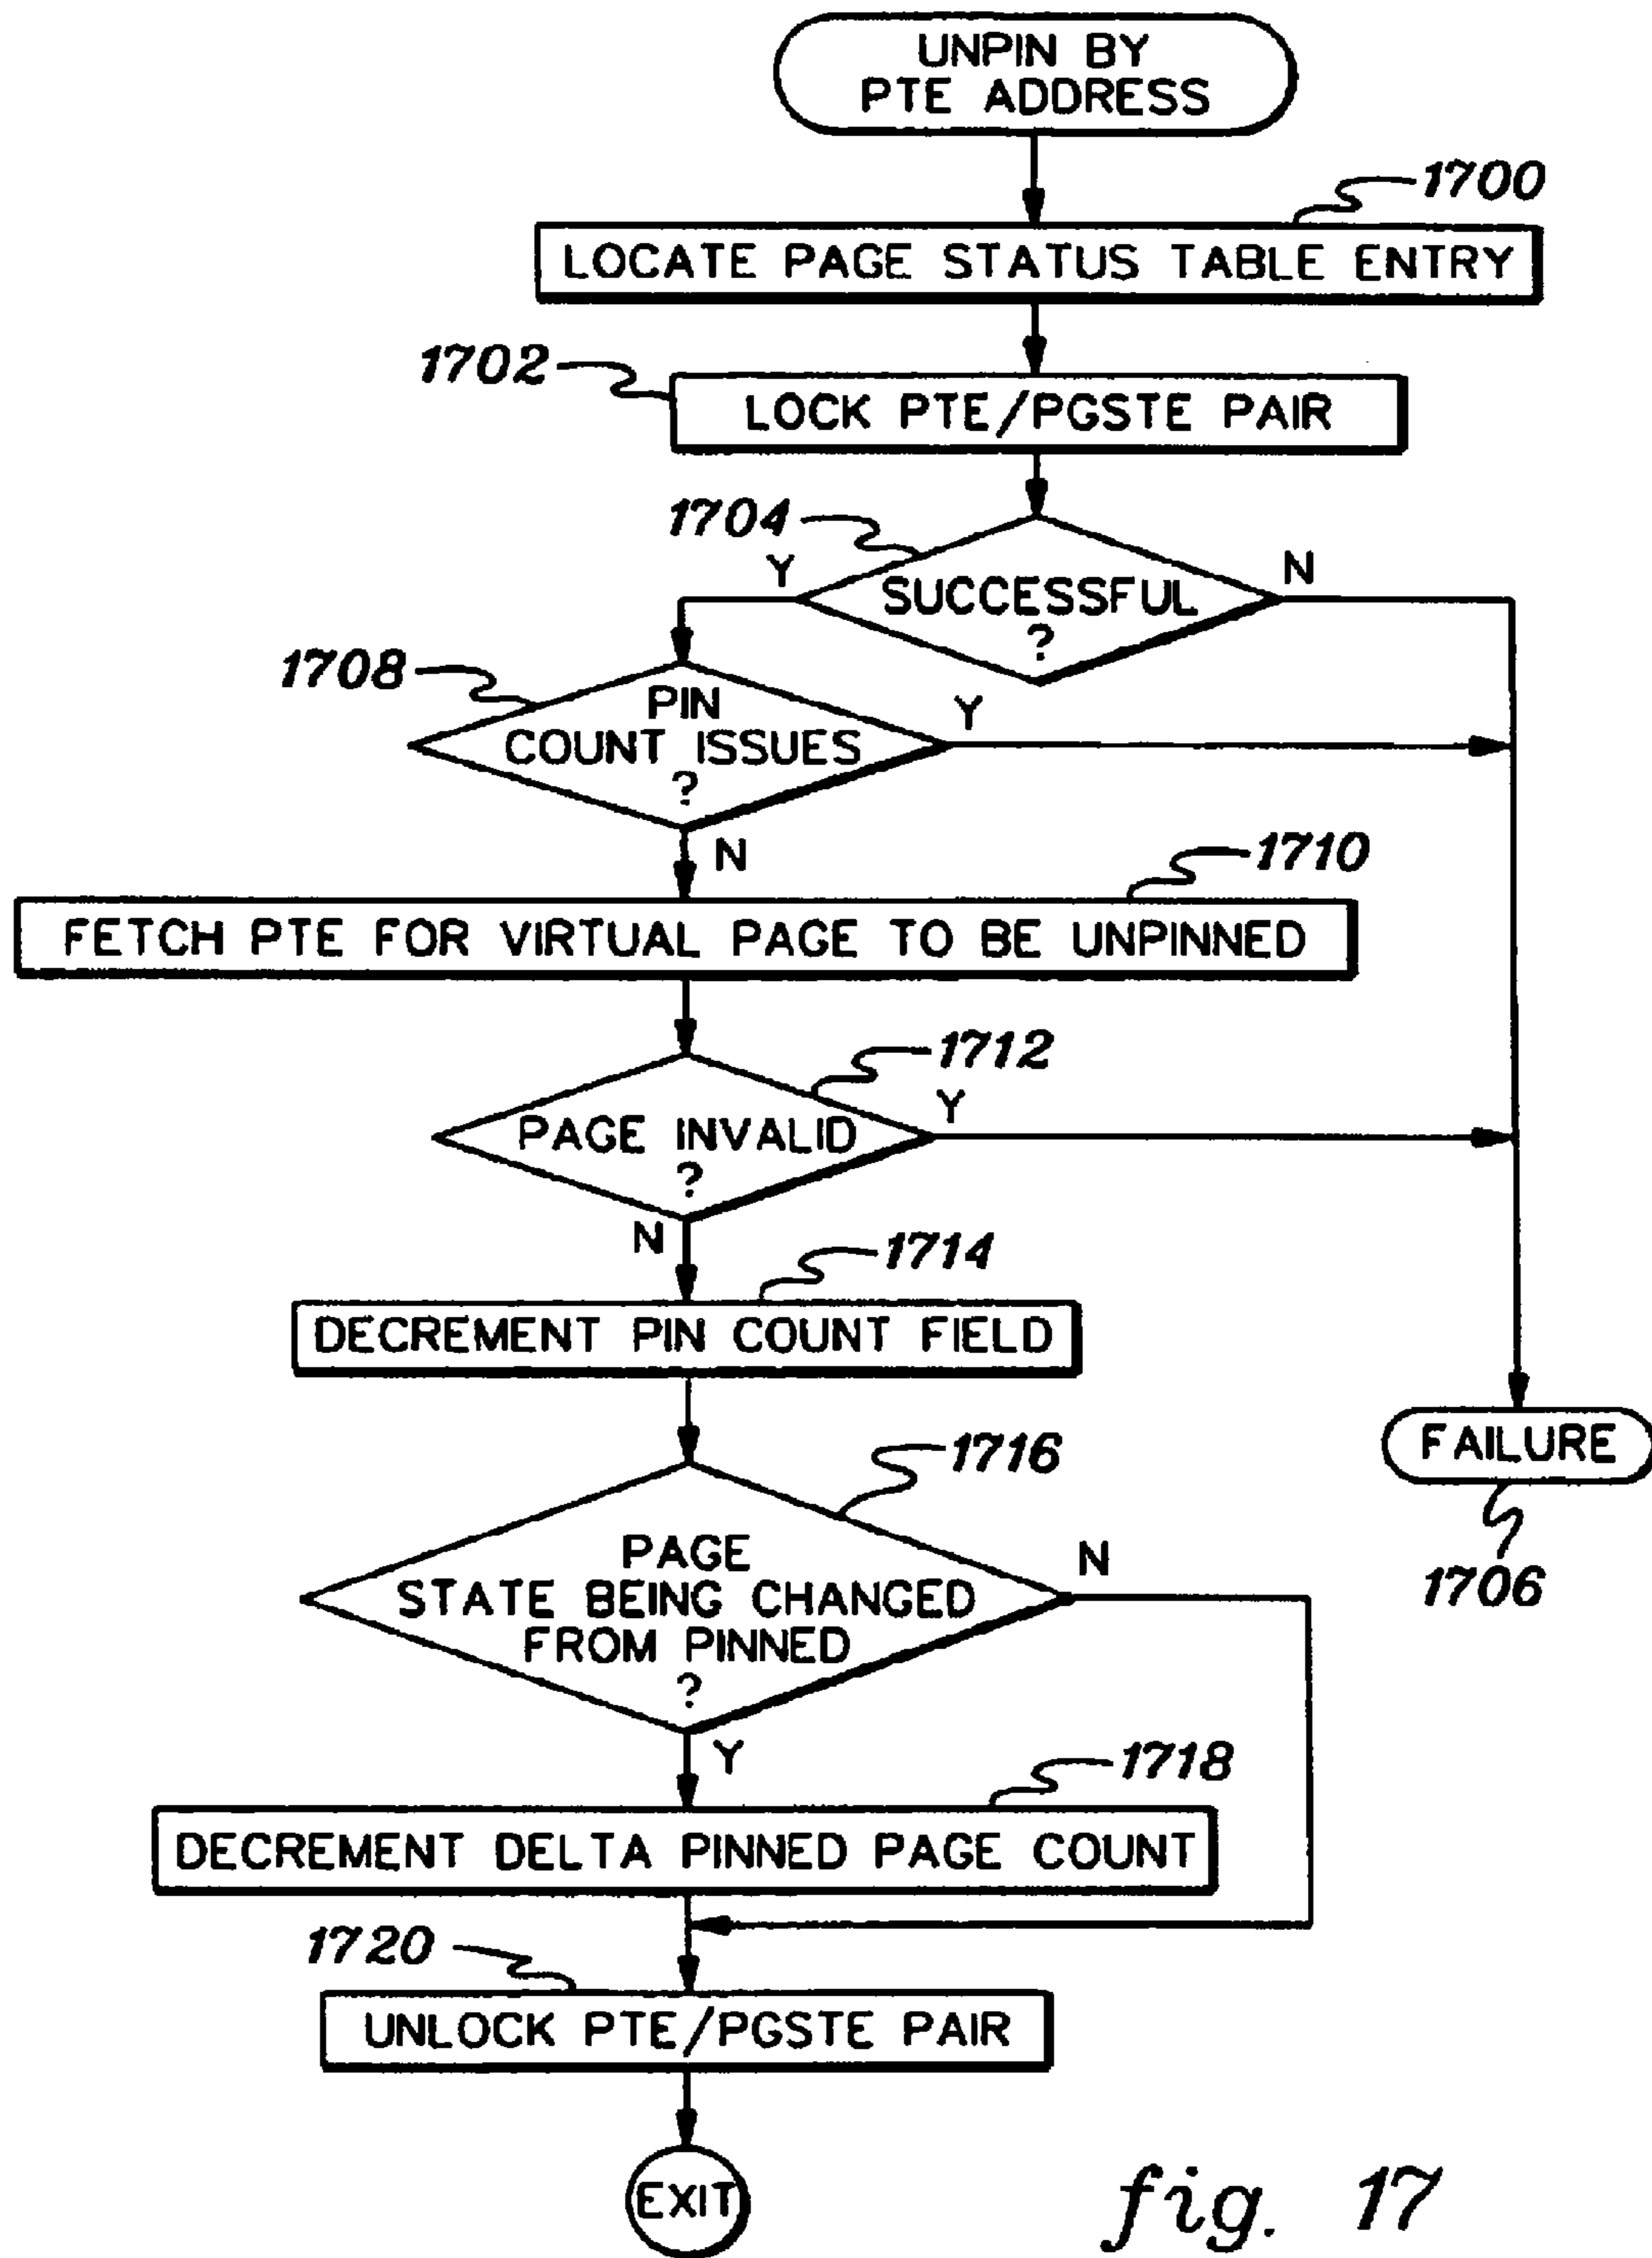 UNPIN BY
PTE ADDRESS
1700
LOCATE PAGE STATUS TABLE ENTRY
1702
LOCK PTE/PGSTE PAIR
1704
Y
N
SUCCESSFUL
?
1708
PIN
COUNT ISSUES
?
Y
N
1710
FETCH PTE FOR VIRTUAL PAGE TO BE UNPINNED
1712
PAGE INVALID
?
Y
N
1714
DECREMENT PIN COUNT FIELD
FAILURE
1706
1716
PAGE
STATE BEING CHANGED
FROM PINNED
?
N
Y
1718
DECREMENT DELTA PINNED PAGE COUNT
1720
UNLOCK PTE/PGSTE PAIR
EXIT
fig. 17